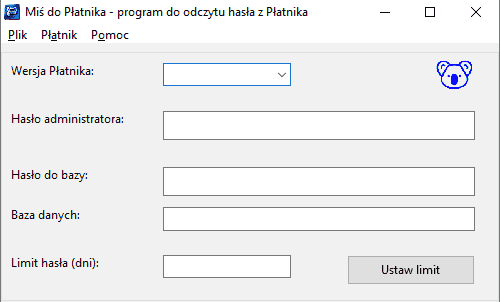 Miś do Płatnika - program do odczytu hasła z Płatnika
Plik Płatnik Pomoc
Wersja Płatnika:
Hasło administratora:
Hasło do bazy:
Baza danych:
Limit hasła (dni):
Ustaw limit